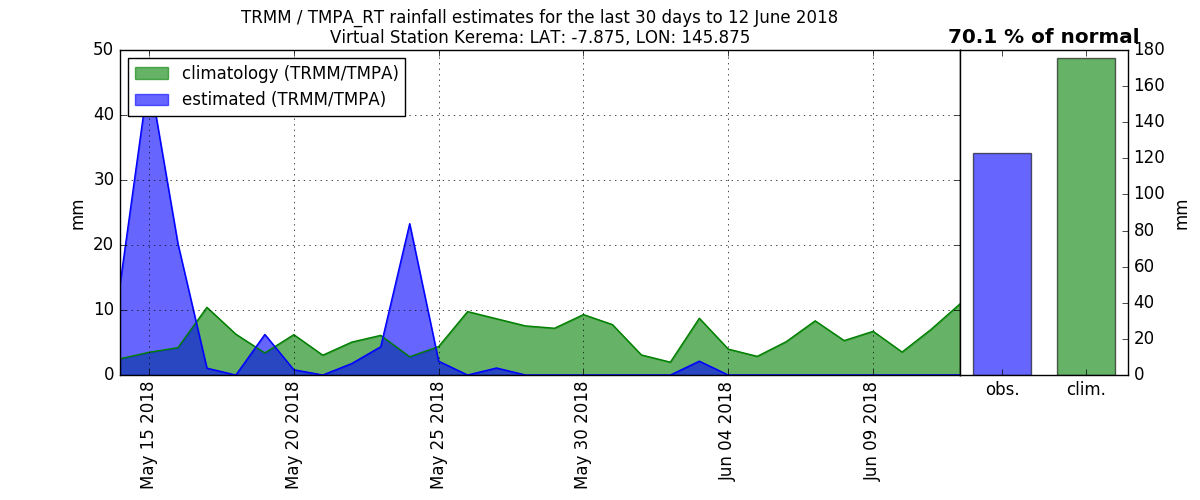 TRMM / TMPA_RT rainfall estimates for the last 30 days to 12 June 2018
Virtual Station Kerema: LAT: -7.875, LON: 145.875
70.1 % of normal
climatology (TRMM/TMPA)
estimated (TRMM/TMPA)
50
40
30
20
10
0
mm
May 15 2018
May 20 2018
May 25 2018
May 30 2018
Jun 04 2018
Jun 09 2018
obs.
clim.
180
160
140
120
100
80
60
40
20
0
mm